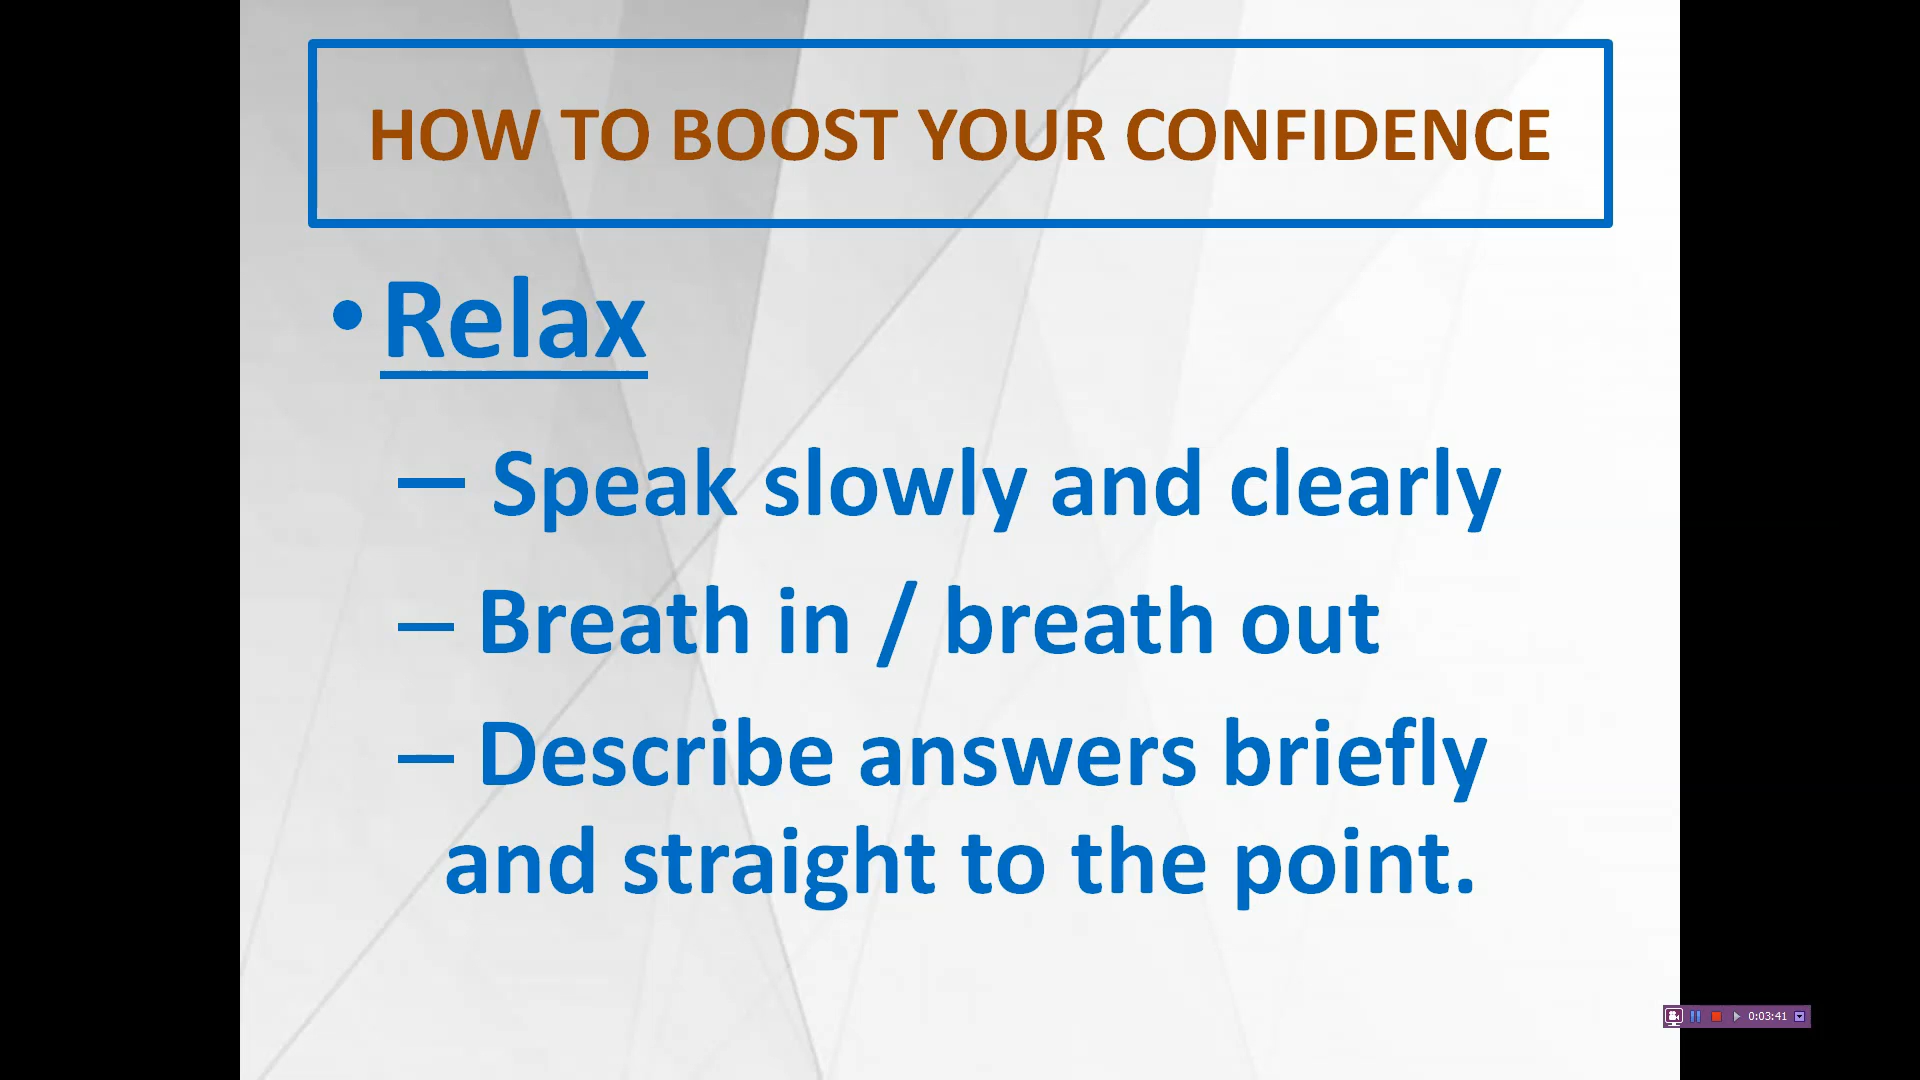 HOW TO BOOST YOUR CONFIDENCE
• Relax
– Speak slowly and clearly
– Breath in / breath out
– Describe answers briefly
and straight to the point.
0:03:41